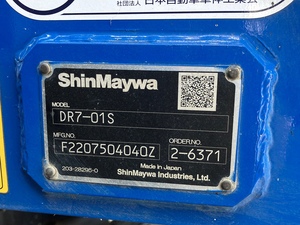 社団法人 日本自動車車体工業会
ShinMaywa
MODEL
DR7-01S
MFG.NO.
ORDER NO.
F2207504040Z
2-6371
203-28295-0
Made in Japan
ShinMaywa Industries, Ltd.